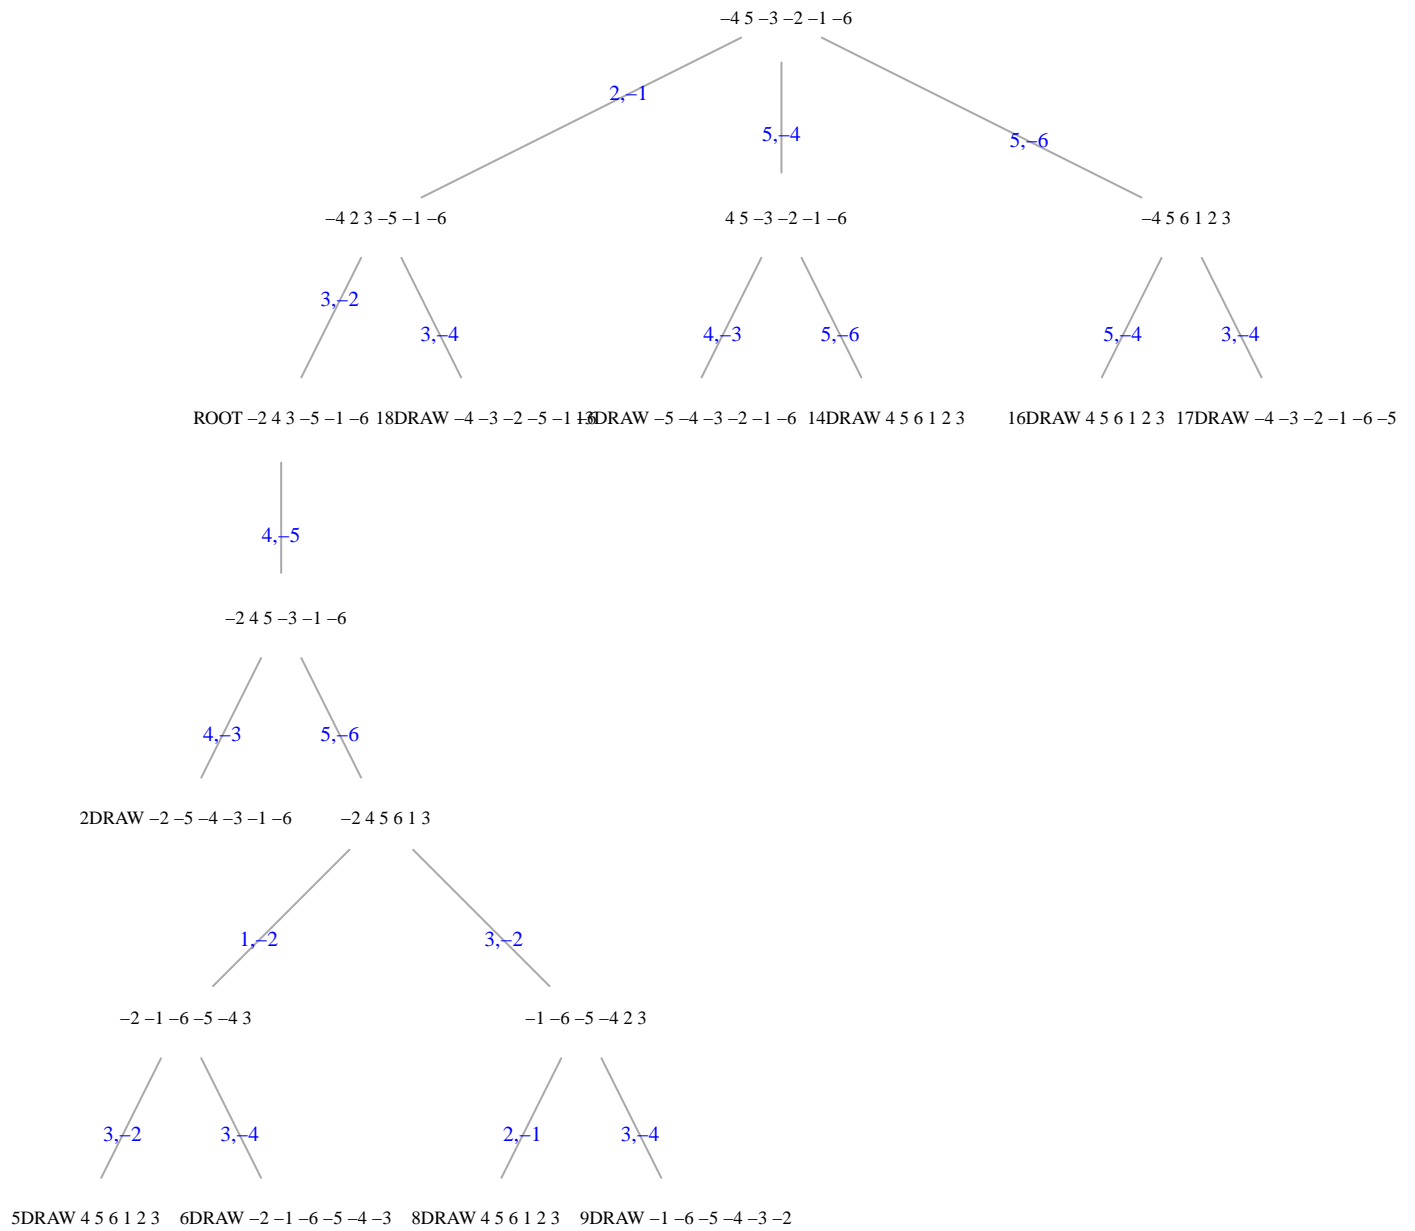 –4 5 –3 –2 –1 –6
2,–1
5,–4
5,–6
–4 2 3 –5 –1 –6
4 5 –3 –2 –1 –6
–4 5 6 1 2 3
3,–2
3,–4
4,–3
5,–6
5,–4
3,–4
ROOT –2 4 3 –5 –1 –6
18DRAW –4 –3 –2 –5 –1 –6
13DRAW –5 –4 –3 –2 –1 –6
14DRAW 4 5 6 1 2 3
16DRAW 4 5 6 1 2 3
17DRAW –4 –3 –2 –1 –6 –5
4,–5
–2 4 5 –3 –1 –6
4,–3
5,–6
2DRAW –2 –5 –4 –3 –1 –6
–2 4 5 6 1 3
1,–2
3,–2
–2 –1 –6 –5 –4 3
–1 –6 –5 –4 2 3
3,–2
3,–4
2,–1
3,–4
5DRAW 4 5 6 1 2 3
6DRAW –2 –1 –6 –5 –4 –3
8DRAW 4 5 6 1 2 3
9DRAW –1 –6 –5 –4 –3 –2